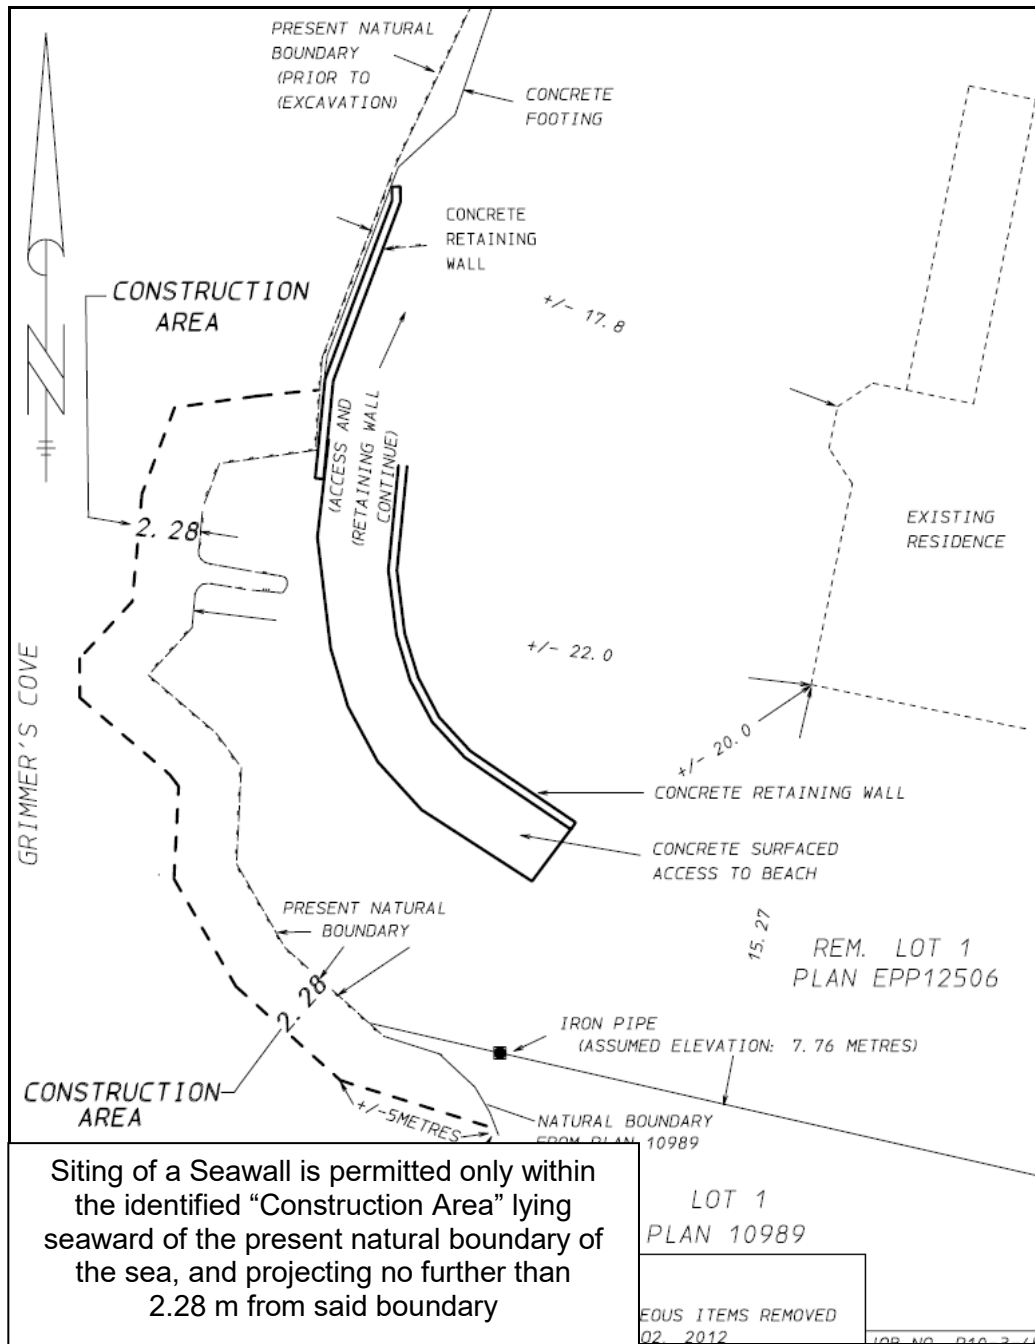 PRESENT NATURAL
BOUNDARY
(PRIOR TO
(EXCAVATION)
CONCRETE
FOOTING
CONCRETE
RETAINING
WALL
N
CONSTRUCTION
AREA
+/- 17.8
(ACCESS AND
(RETAINING WALL
CONTINUE)
2.28
EXISTING
RESIDENCE
GRIMMER'S COVE
+/- 22.0
+/- 20.0
CONCRETE RETAINING WALL
CONCRETE SURFACED
ACCESS TO BEACH
PRESENT NATURAL
BOUNDARY
15.27
REM. LOT 1
PLAN EPP12506
2.28
IRON PIPE
(ASSUMED ELEVATION: 7.76 METRES)
CONSTRUCTION
AREA
+/-5METRES
NATURAL BOUNDARY
FROM PLAN 10989
Siting of a Seawall is permitted only within
the identified “Construction Area” lying
seaward of the present natural boundary of
the sea, and projecting no further than
2.28 m from said boundary
LOT 1
PLAN 10989
EOUS ITEMS REMOVED
02, 2012